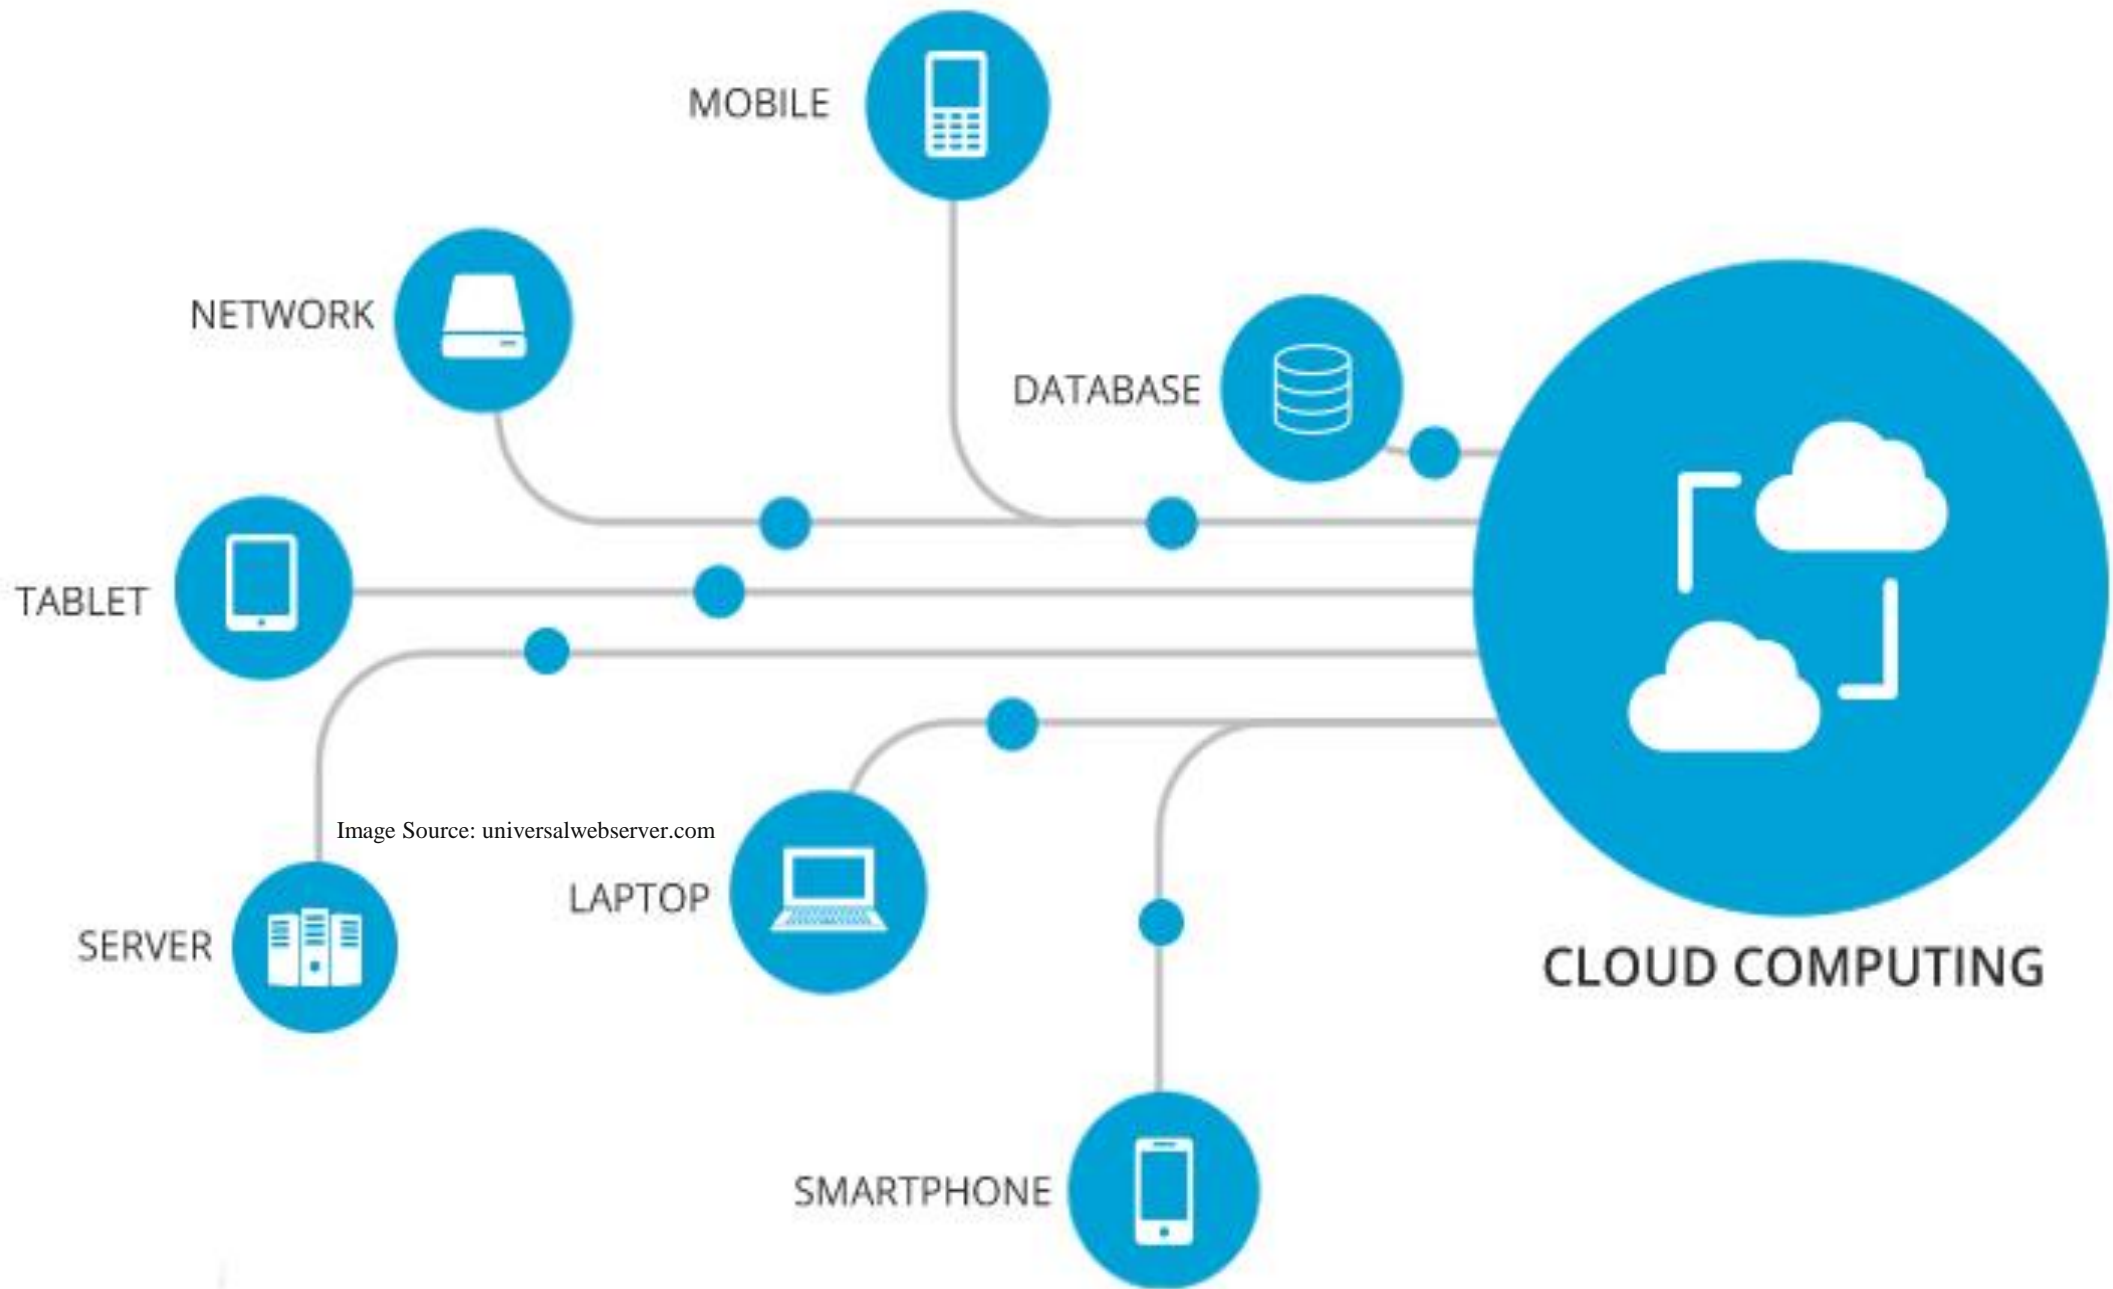 MOBILE
NETWORK
DATABASE
TABLET
Image Source: universalwebserver.com
LAPTOP
SERVER
CLOUD COMPUTING
SMARTPHONE